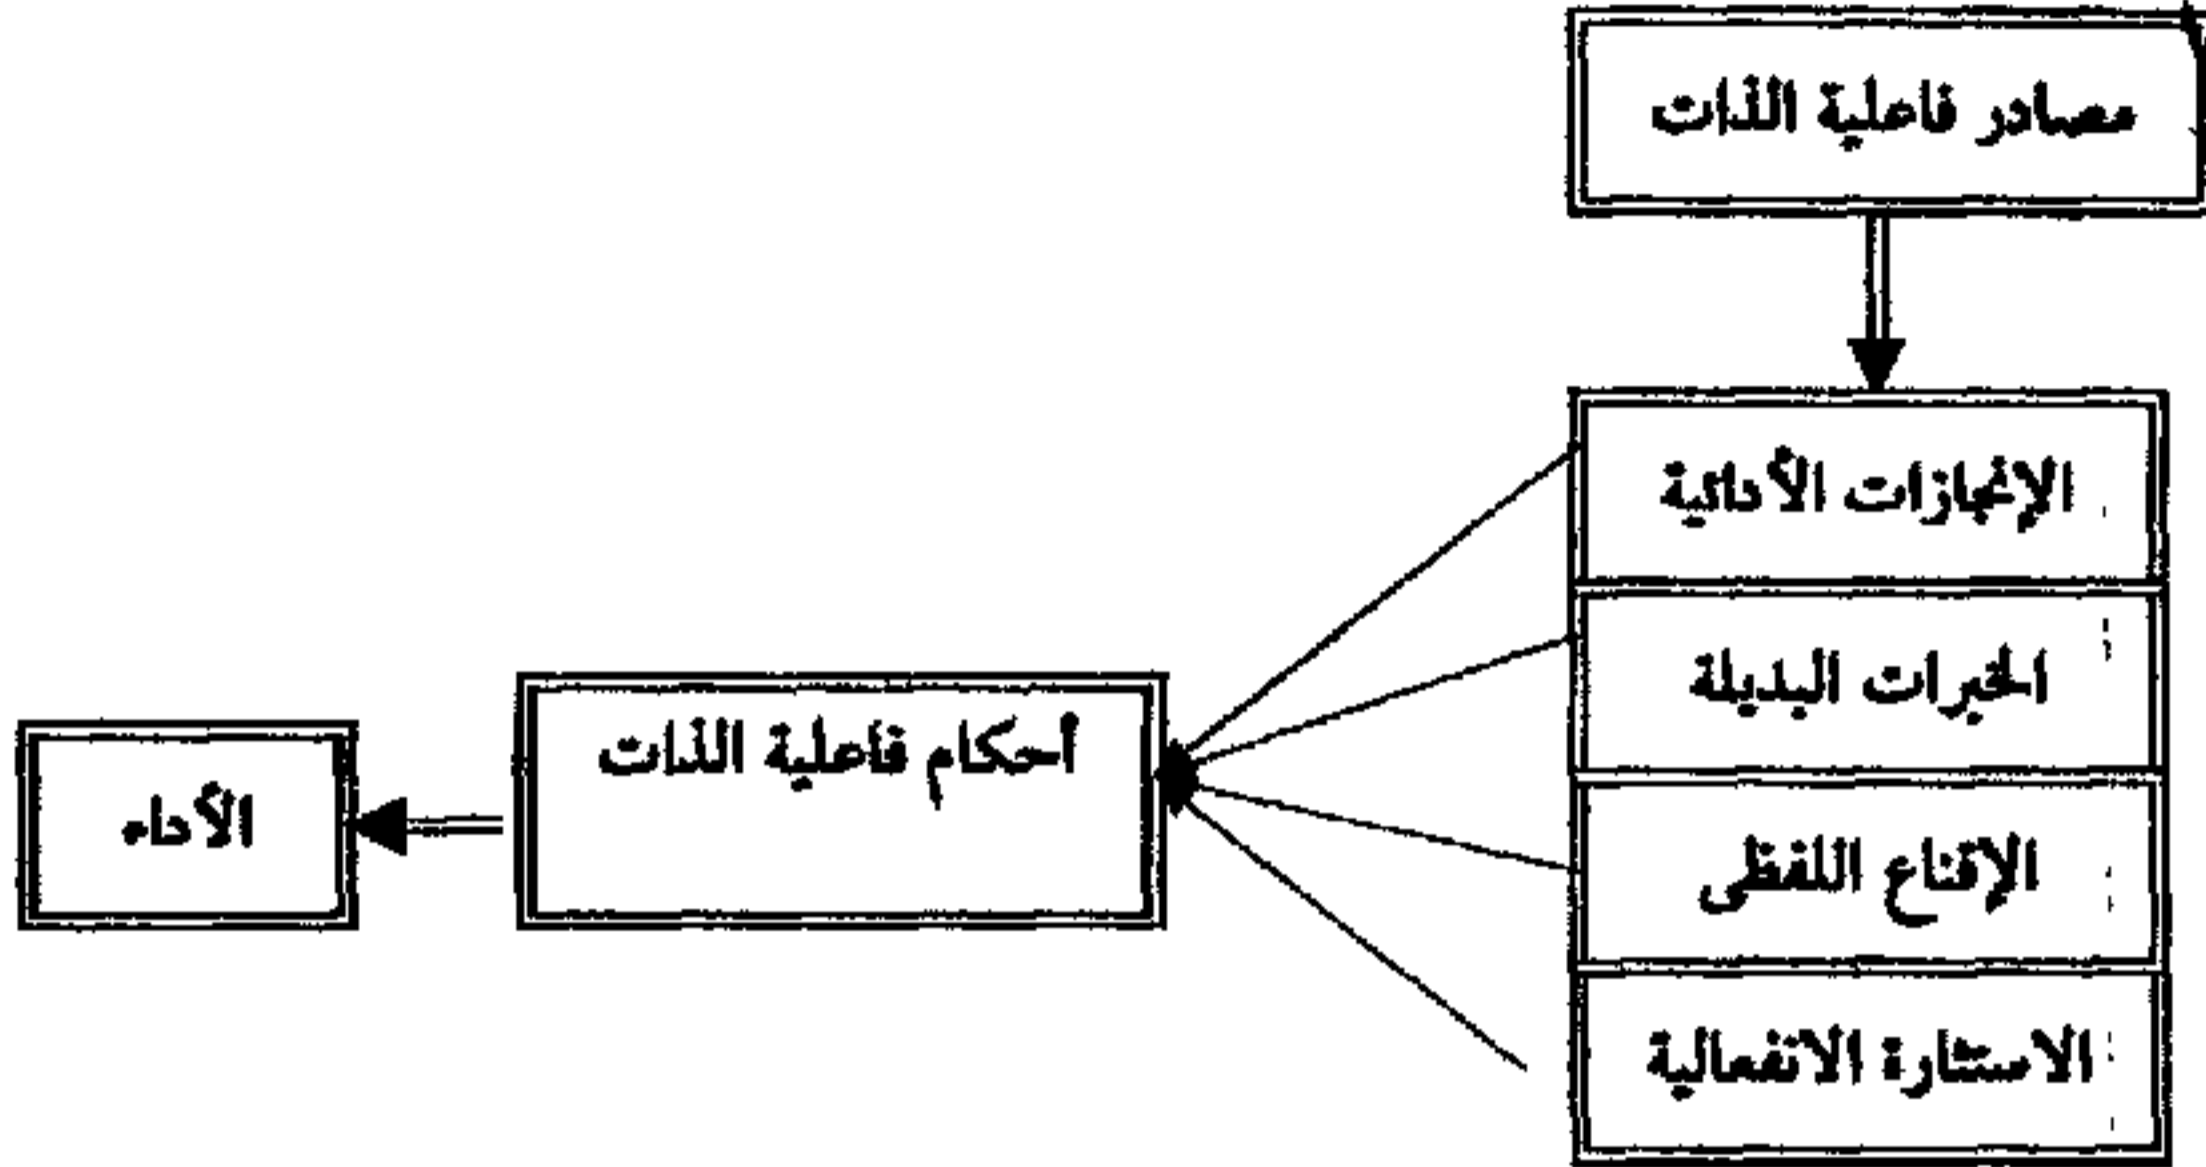 مصادر فاعلية الذات
الإنجازات الأدائية
الخبرات البديلة
الإقناع اللفظى
الاستثارة الانفعالية
أحكام فاعلية الذات
الأداء